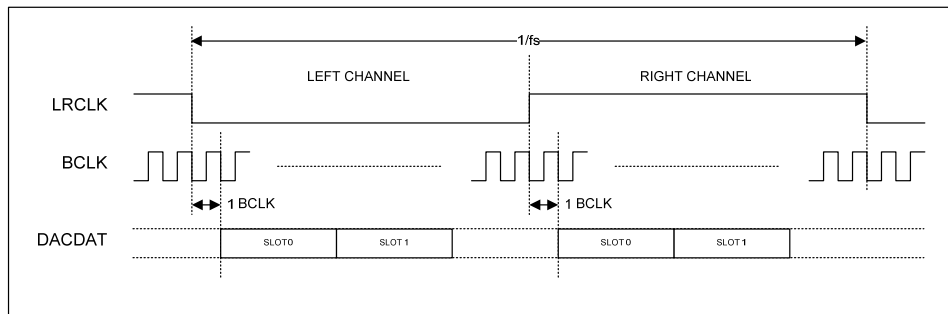 1/fs
LEFT CHANNEL RIGHT CHANNEL
LRCLK
BCLK
1 BCLK 1 BCLK
DACDAT
SLOT0 SLOT 1 SLOT0 SLOT 1